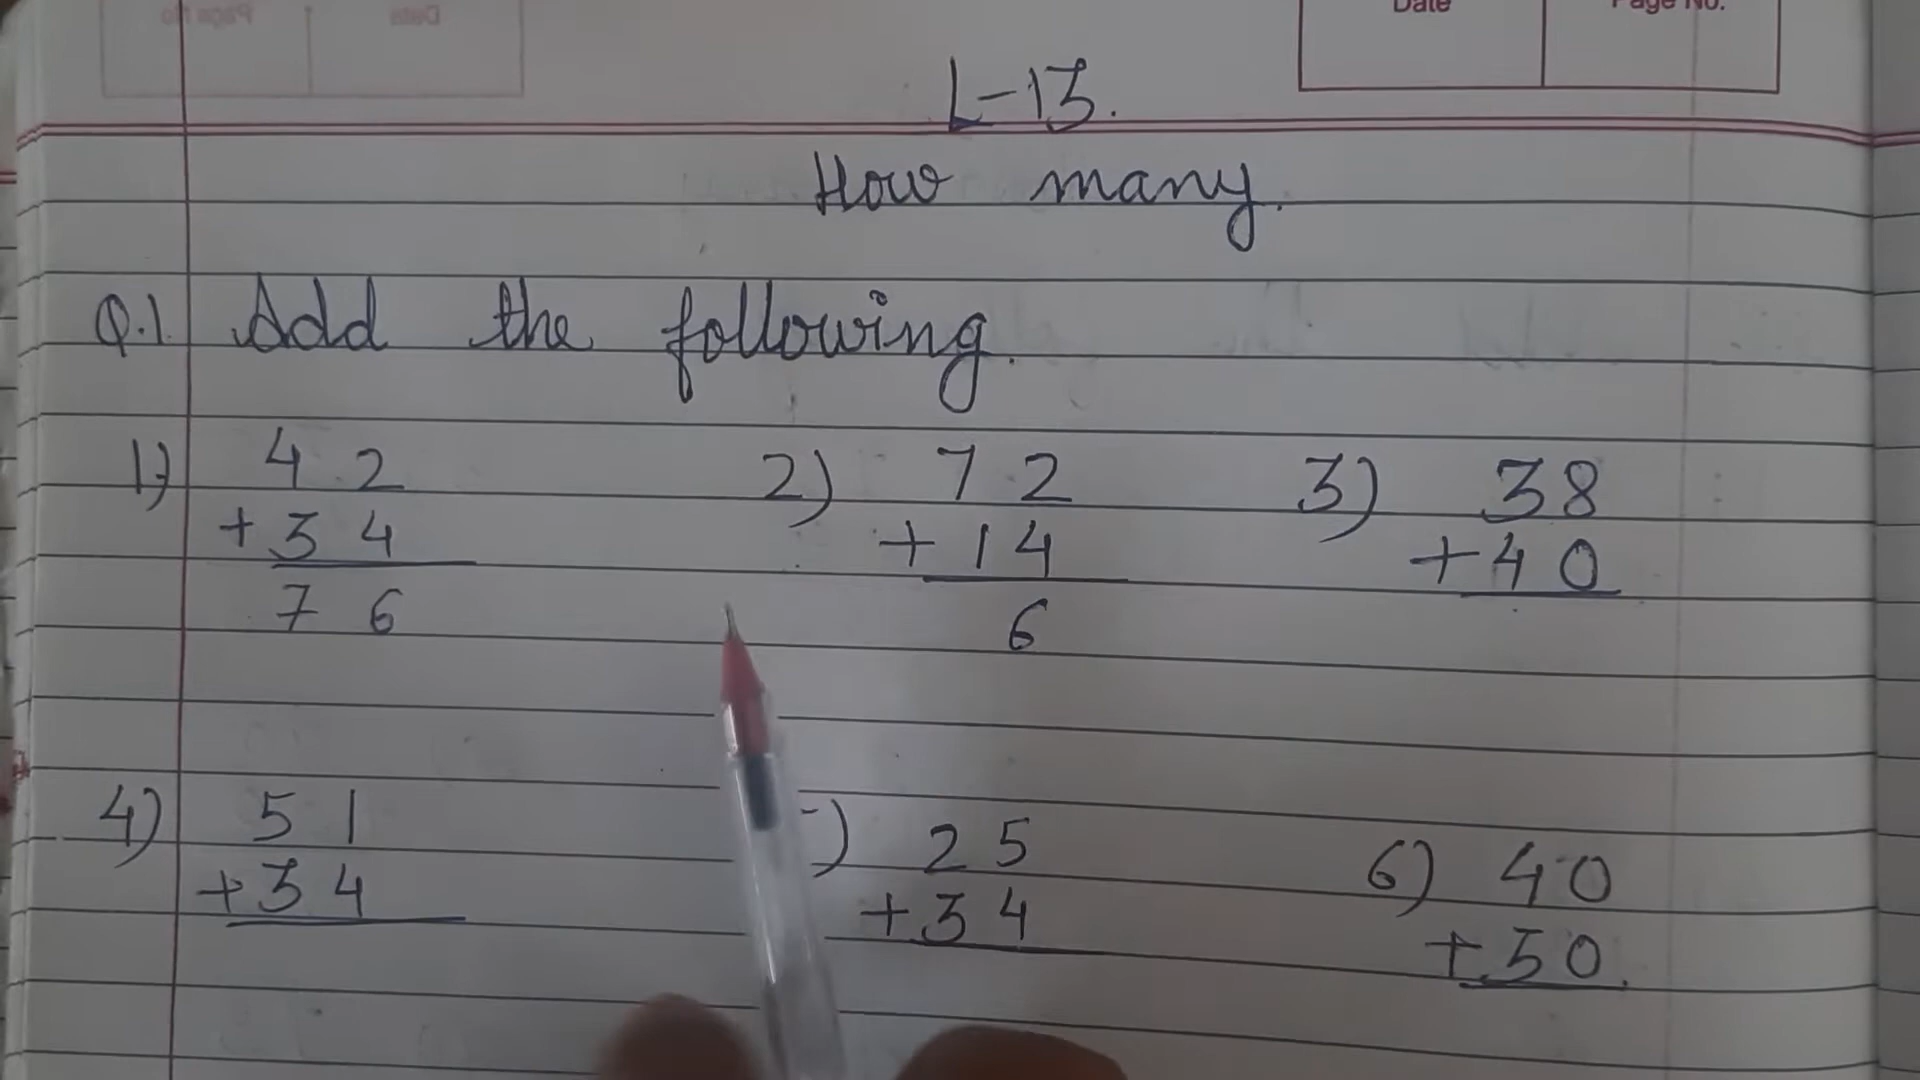 Date Page No.
L-13.
How many.
Q.1. Add the following.
1) 42 2) 72 3) 38
+34 +14 +40
76 6
4) 51 ) 25 6) 40
+34 +34 +50.